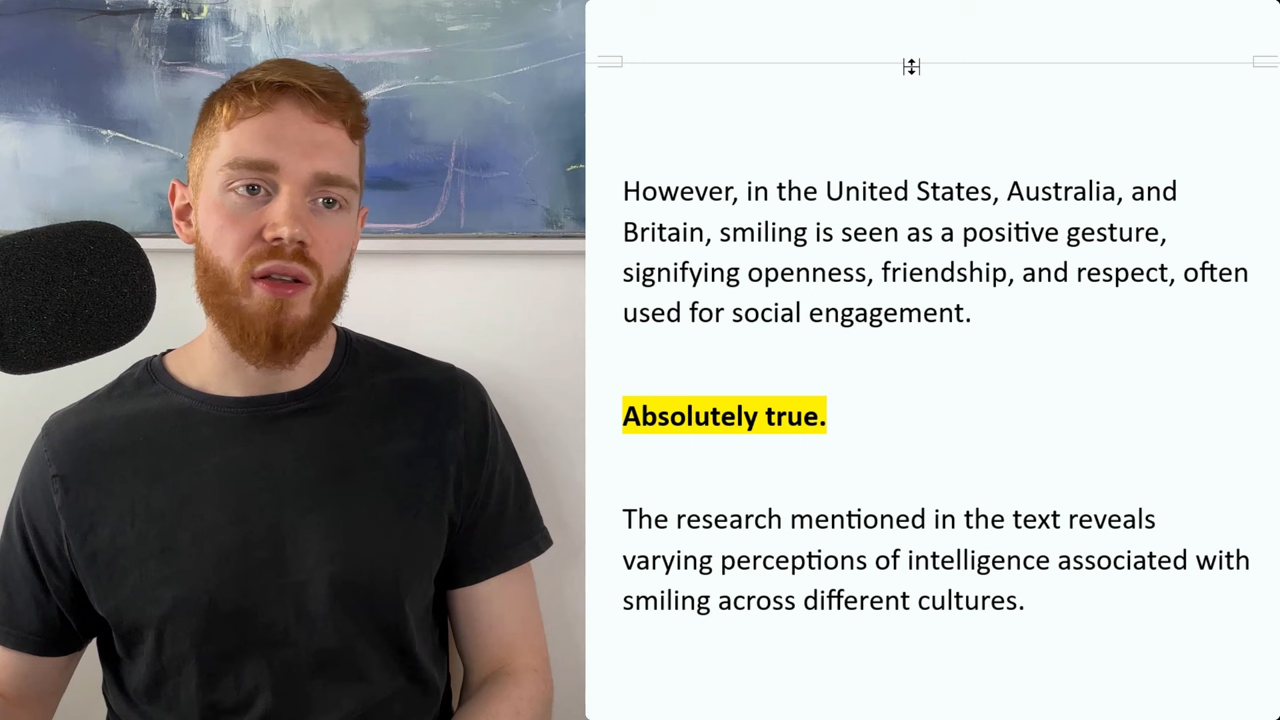 However, in the United States, Australia, and
Britain, smiling is seen as a positive gesture,
signifying openness, friendship, and respect, often
used for social engagement.
Absolutely true.
The research mentioned in the text reveals
varying perceptions of intelligence associated with
smiling across different cultures.